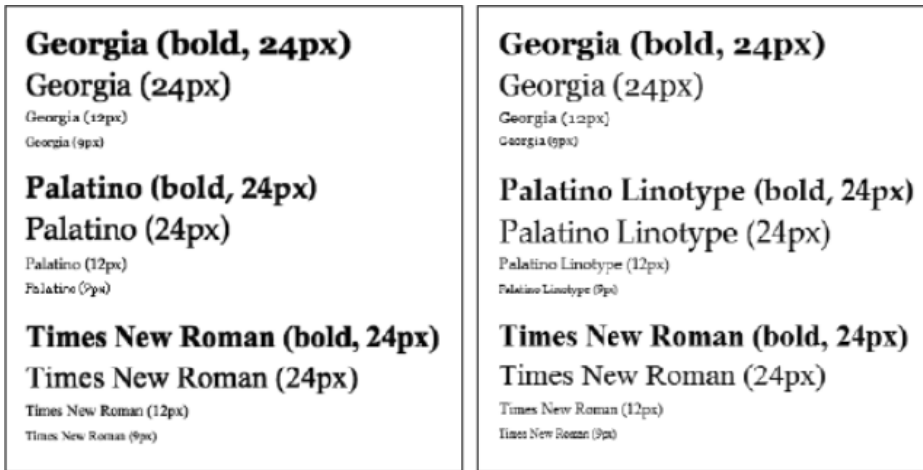 Georgia (bold, 24px)
Georgia (24px)
Georgia (12px)
Georgia (9px)
Palatino (bold, 24px)
Palatino (24px)
Palatino (12px)
Palatino (9px)
Times New Roman (bold, 24px)
Times New Roman (24px)
Times New Roman (12px)
Times New Roman (9px)
Georgia (bold, 24px)
Georgia (24px)
Georgia (12px)
Georgia (9px)
Palatino Linotype (bold, 24px)
Palatino Linotype (24px)
Palatino Linotype (12px)
Palatino Linotype (9px)
Times New Roman (bold, 24px)
Times New Roman (24px)
Times New Roman (12px)
Times New Roman (9px)